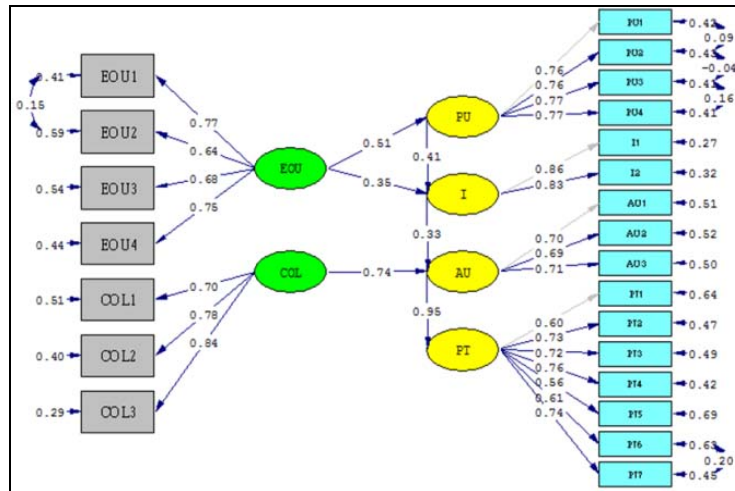 0.41
EOU1
0.15
0.59
EOU2
0.54
EOU3
0.44
EOU4
0.51
COL1
0.40
COL2
0.29
COL3
0.77
0.64
0.68
0.75
0.70
0.78
0.84
EOU
COL
0.51
0.35
0.74
PU
0.41
I
0.33
AU
0.95
PT
0.76
0.76
0.77
0.77
0.86
0.83
0.70
0.69
0.71
0.60
0.73
0.72
0.76
0.56
0.61
0.74
PU1
0.42
0.09
PU2
0.43
-0.04
PU3
0.41
0.16
PU4
0.41
I1
0.27
I2
0.32
AU1
0.51
AU2
0.52
AU3
0.50
PT1
0.64
PT2
0.47
PT3
0.49
PT4
0.42
PT5
0.69
PT6
0.63
0.20
PT7
0.45